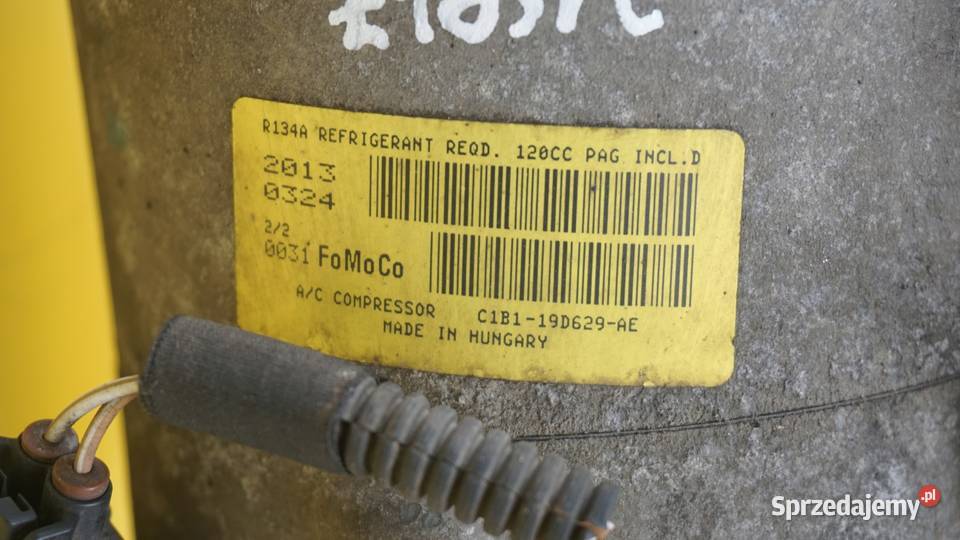 R134A REFRIGERANT REQD. 120CC PAG INCL.D
2013
0324
2/2
0031 FoMoCo
A/C COMPRESSOR C1B1-19D629-AE
MADE IN HUNGARY
Sprzedajemy.pl